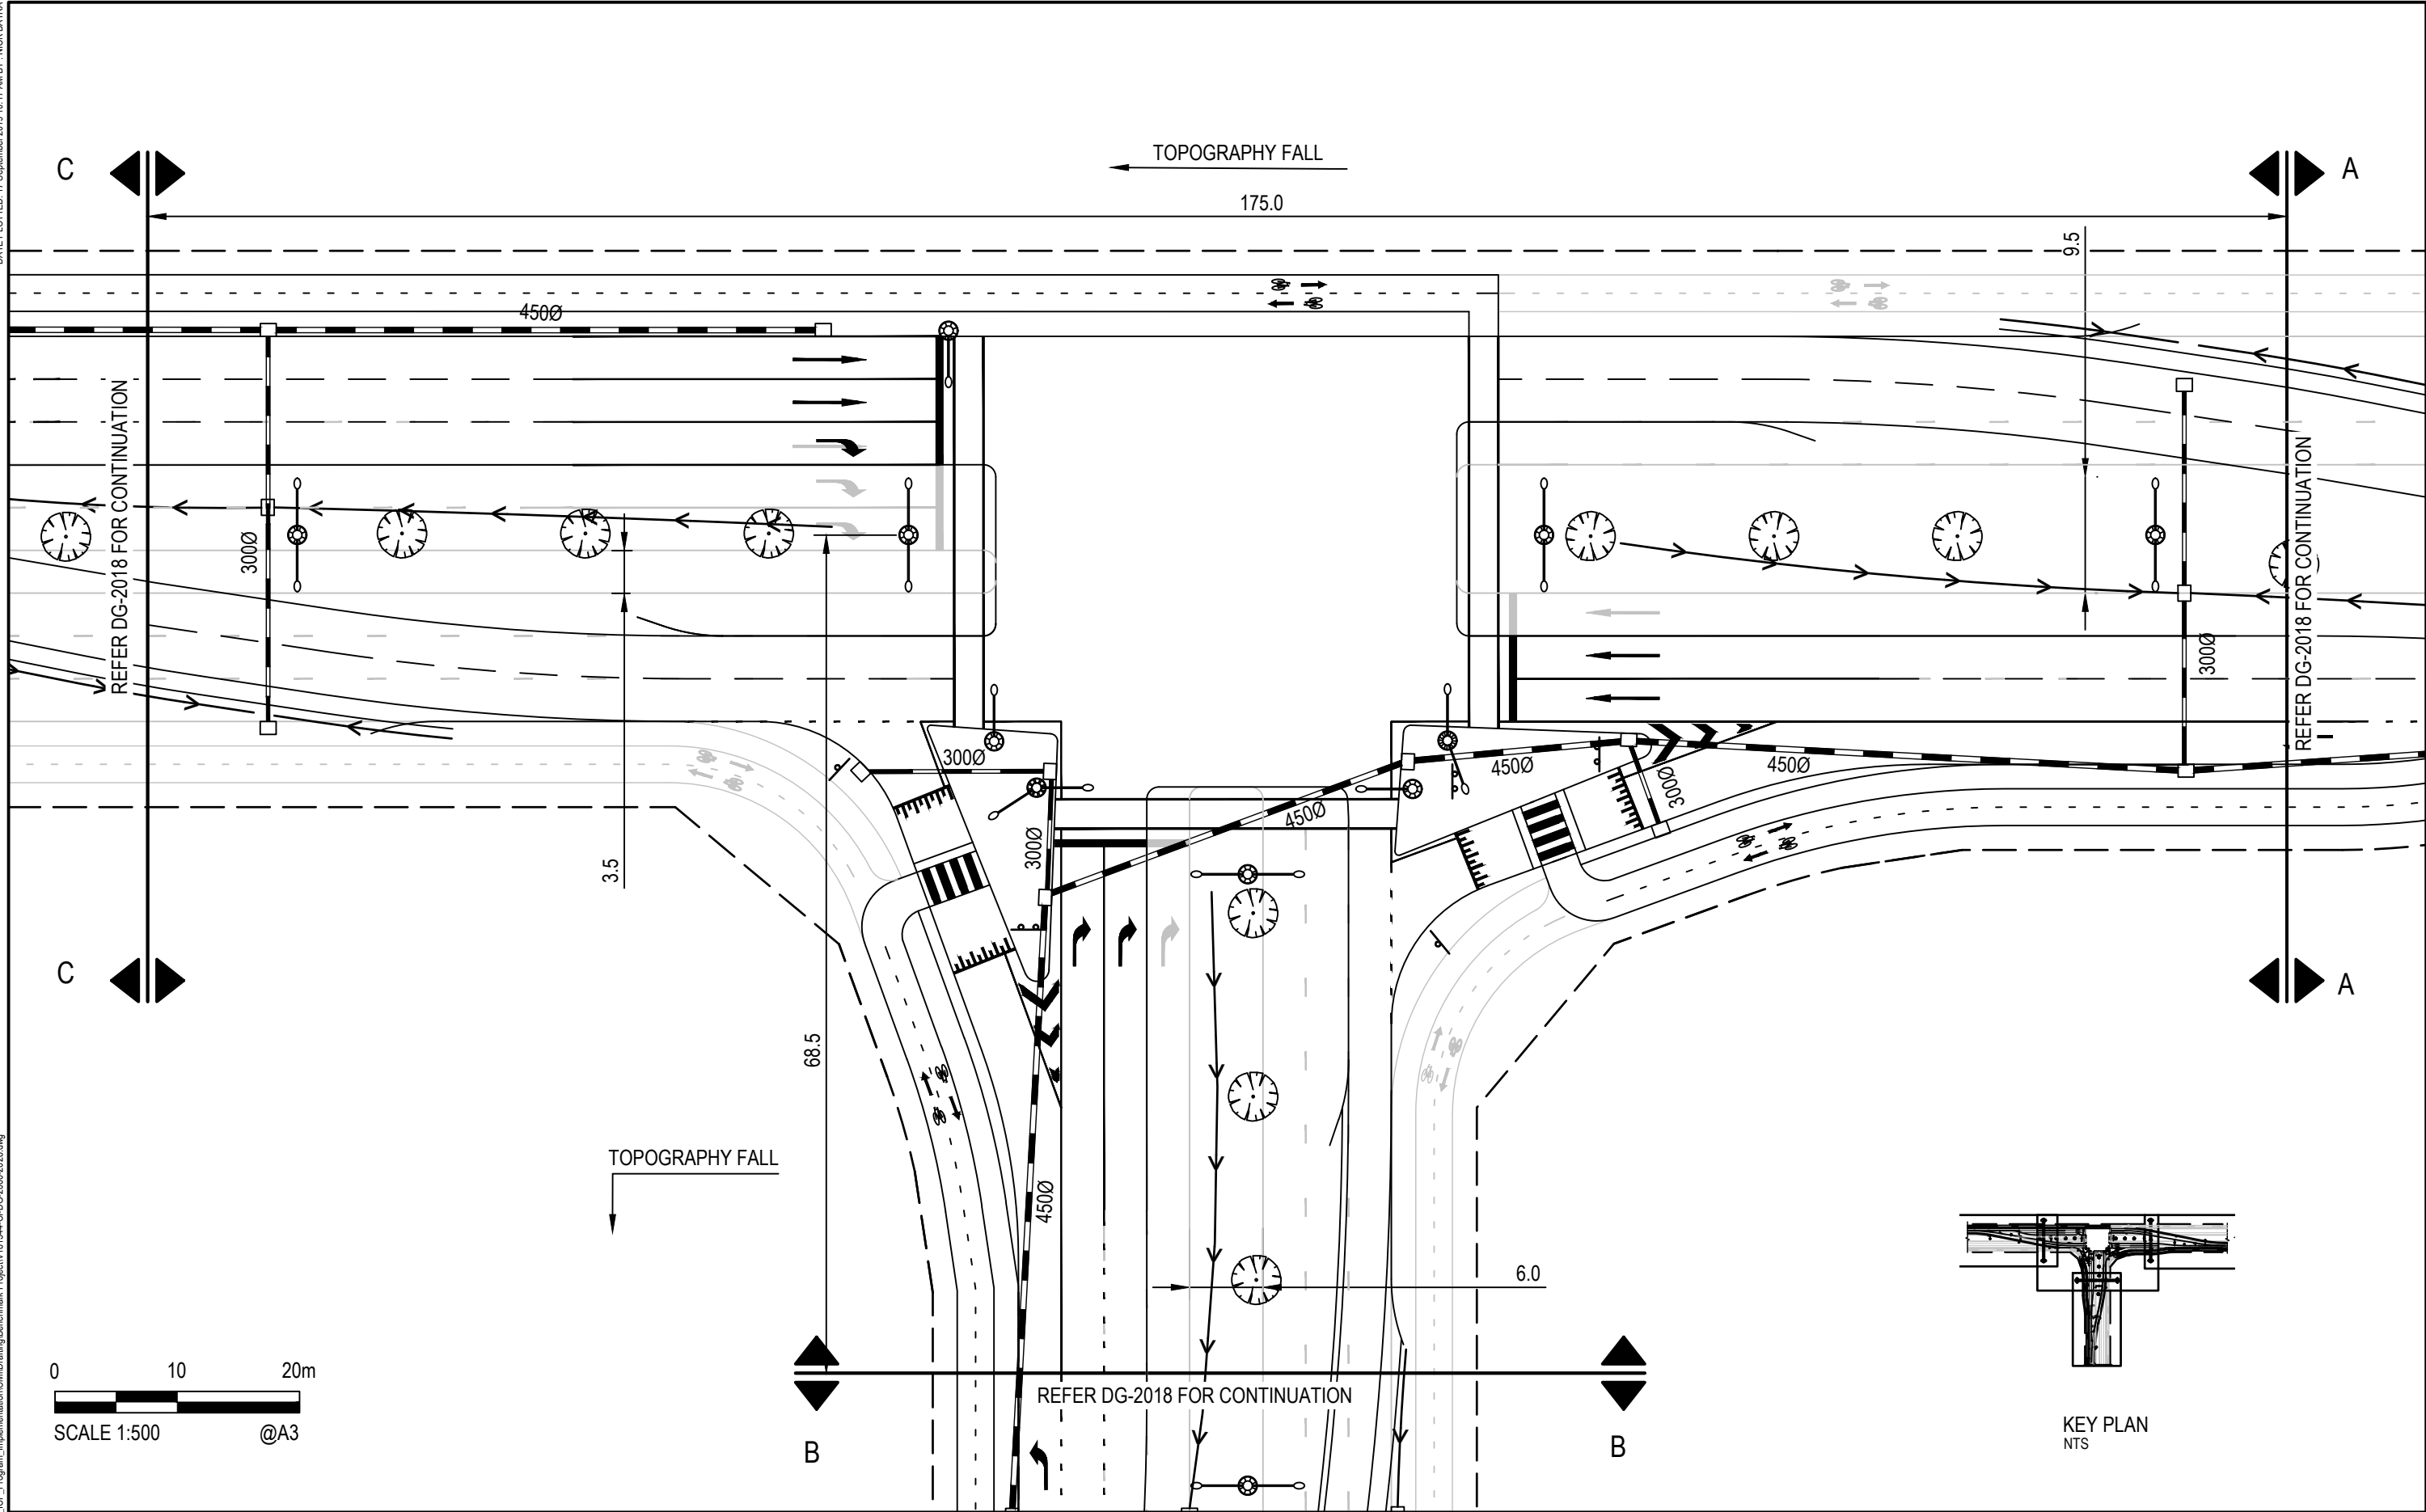 TOPOGRAPHY FALL
C
A
175.0
9.5
450Ø
REFER DG-2018 FOR CONTINUATION
300Ø
REFER DG-2018 FOR CONTINUATION
300Ø
300Ø
450Ø
450Ø
300Ø
450Ø
300Ø
3.5
C
A
68.5
TOPOGRAPHY FALL
450Ø
6.0
0 10 20m
SCALE 1:500 @A3
REFER DG-2018 FOR CONTINUATION
B
B
KEY PLAN
NTS